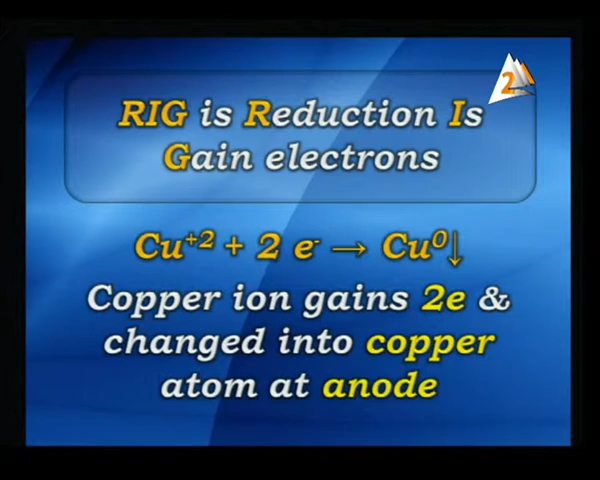 2
RIG is Reduction Is
Gain electrons
Cu⁺² + 2 e⁻ → Cu⁰↓
Copper ion gains 2e &
changed into copper
atom at anode